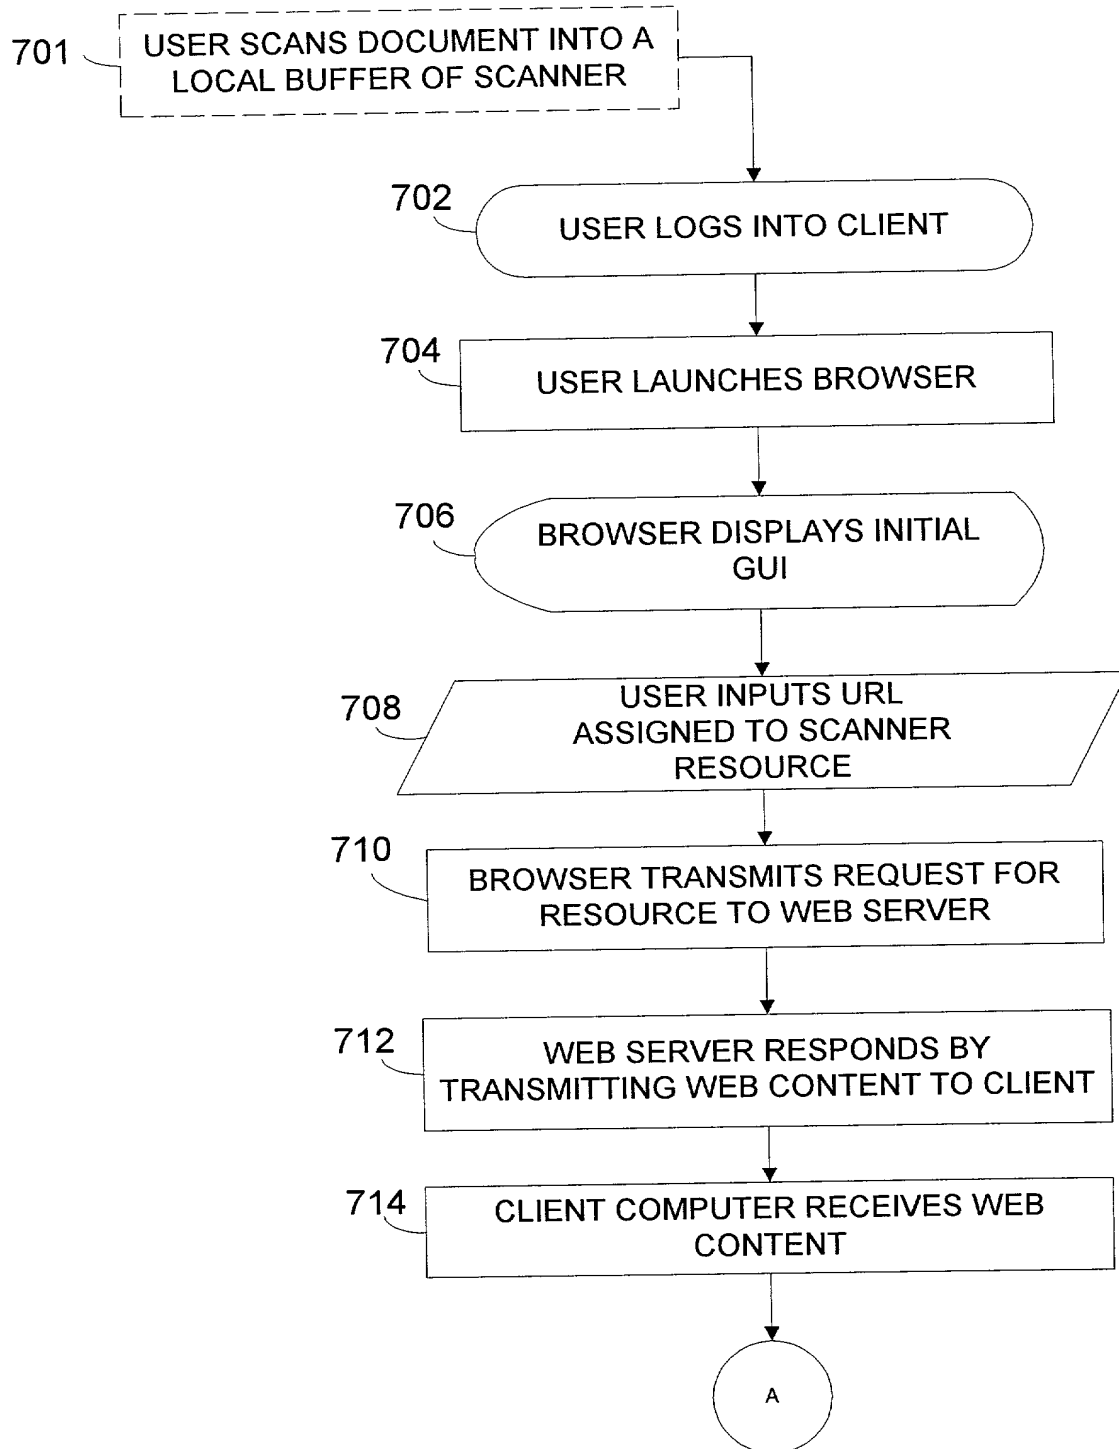 701
USER SCANS DOCUMENT INTO A
LOCAL BUFFER OF SCANNER
702
USER LOGS INTO CLIENT
704
USER LAUNCHES BROWSER
706
BROWSER DISPLAYS INITIAL
GUI
708
USER INPUTS URL
ASSIGNED TO SCANNER
RESOURCE
710
BROWSER TRANSMITS REQUEST FOR
RESOURCE TO WEB SERVER
712
WEB SERVER RESPONDS BY
TRANSMITTING WEB CONTENT TO CLIENT
714
CLIENT COMPUTER RECEIVES WEB
CONTENT
A